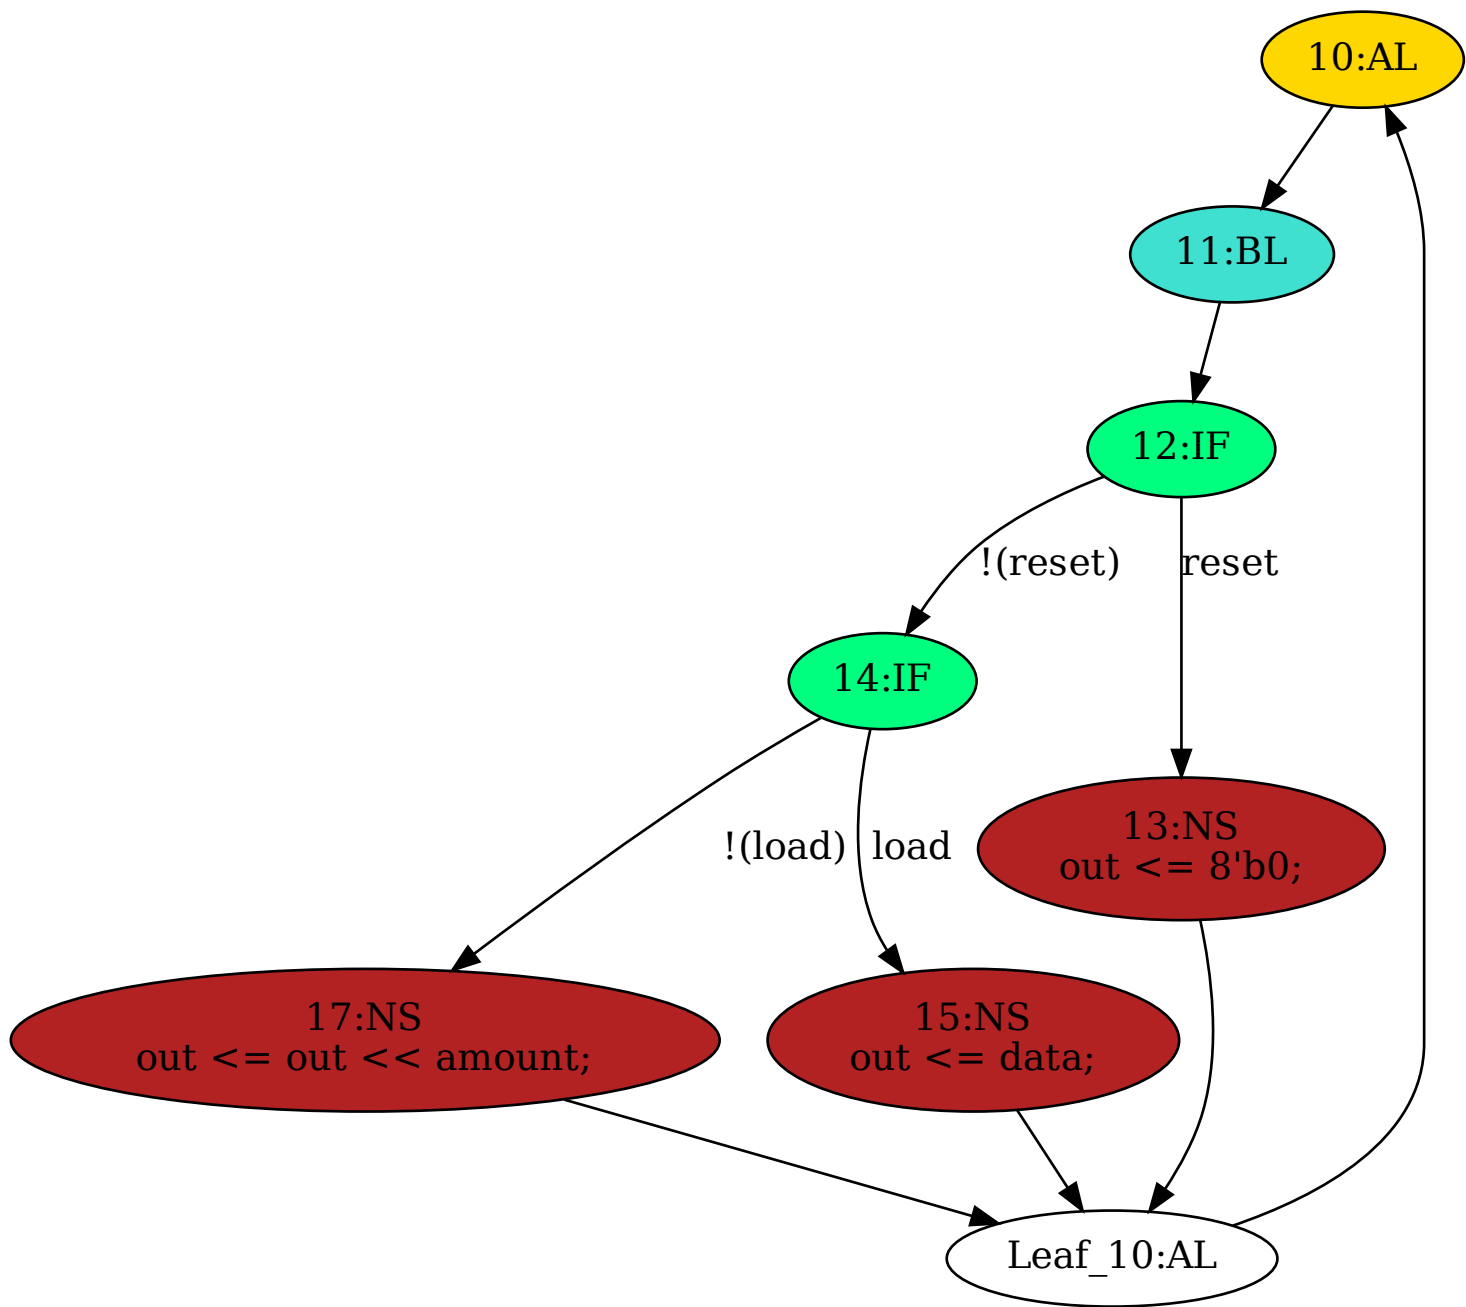 10:AL
11:BL
12:IF
!(reset)
reset
14:IF
!(load)
load
13:NS
out <= 8'b0;
17:NS
out <= out << amount;
15:NS
out <= data;
Leaf_10:AL